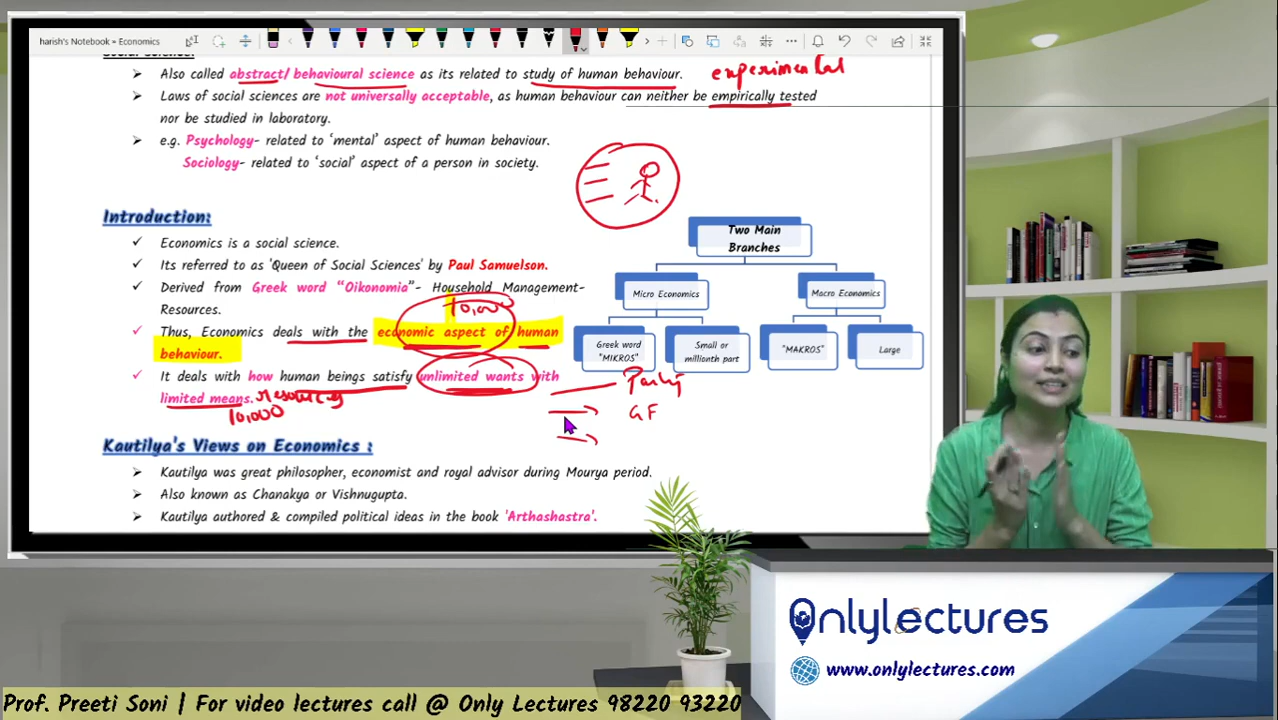 harish's Notebook » Economics
Also called abstract/ behavioural science as its related to study of human behaviour.
experimental
Laws of social sciences are not universally acceptable, as human behaviour can neither be empirically tested
nor be studied in laboratory.
e.g. Psychology- related to 'mental' aspect of human behaviour.
Sociology- related to 'social' aspect of a person in society.
Introduction:
Economics is a social science.
Its referred to as 'Queen of Social Sciences' by Paul Samuelson.
Derived from Greek word “Oikonomia”- Household Management-
Resources.
10,000
Thus, Economics deals with the economic aspect of human
behaviour.
It deals with how human beings satisfy unlimited wants with
limited means. resources
10,000
Party
GF
Two Main
Branches
Micro Economics
Macro Economics
Greek word
"MIKROS"
Small or
millionth part
"MAKROS"
Large
Kautilya's Views on Economics :
Kautilya was great philosopher, economist and royal advisor during Mourya period.
Also known as Chanakya or Vishnugupta.
Kautilya authored & compiled political ideas in the book 'Arthashastra'.
Onlylectures
www.onlylectures.com
Prof. Preeti Soni | For video lectures call @ Only Lectures 98220 93220